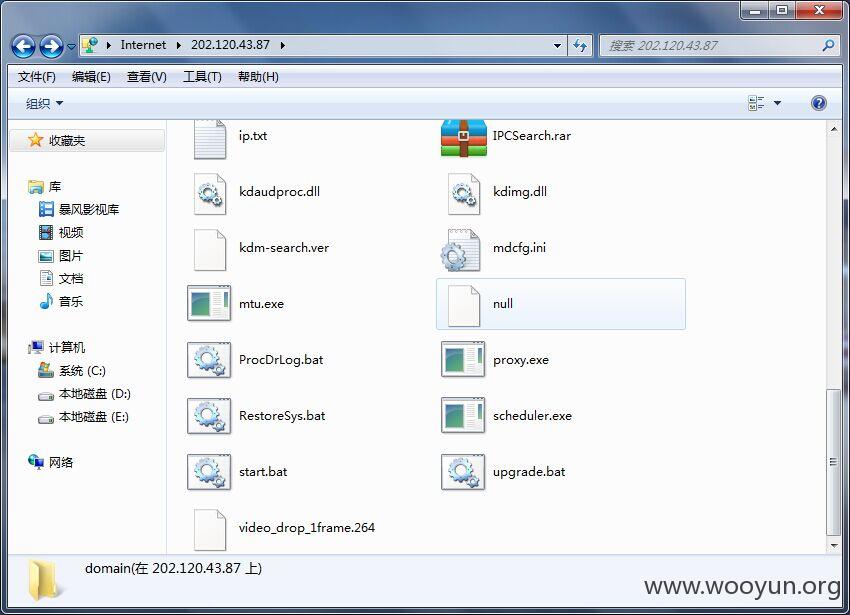 Internet 202.120.43.87
搜索 202.120.43.87
文件(F) 编辑(E) 查看(V) 工具(T) 帮助(H)
组织
收藏夹
库
暴风影视库
视频
图片
文档
音乐
计算机
系统 (C:)
本地磁盘 (D:)
本地磁盘 (E:)
网络
ip.txt IPCSearch.rar
kdaudproc.dll kdimg.dll
kdm-search.ver mdcfg.ini
mtu.exe null
ProcDrLog.bat proxy.exe
RestoreSys.bat scheduler.exe
start.bat upgrade.bat
video_drop_1frame.264
domain(在 202.120.43.87 上)
www.wooyun.org